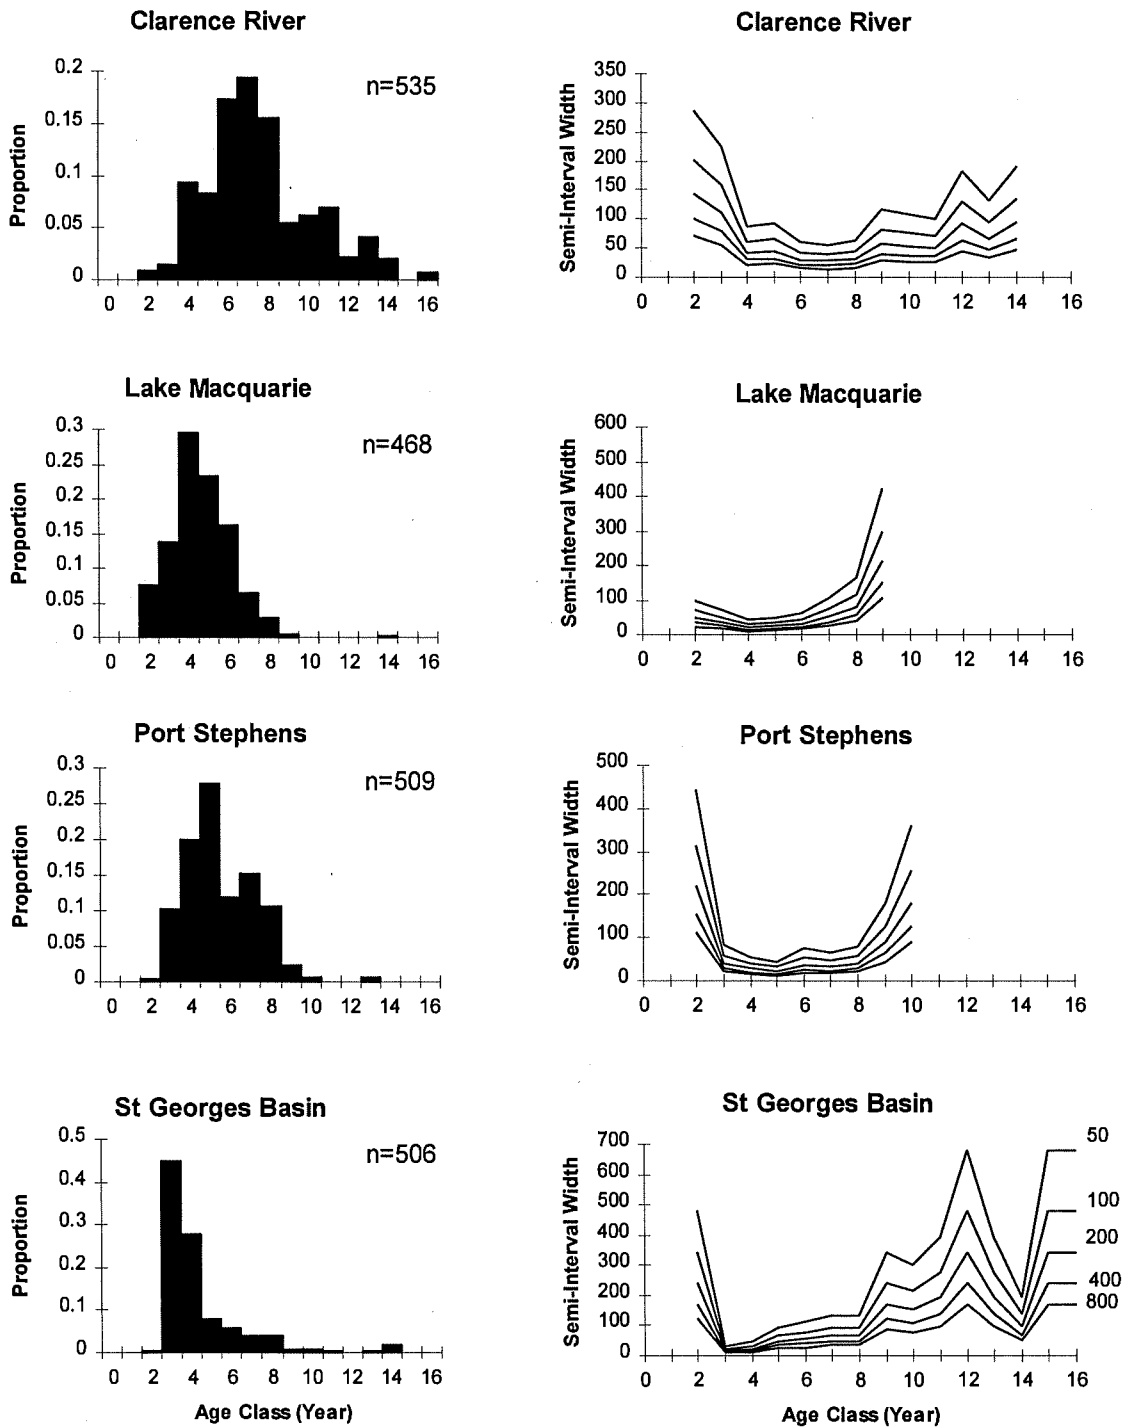 Clarence River
n=535
Proportion
0.2
0.15
0.1
0.05
0
0 2 4 6 8 10 12 14 16
Clarence River
Semi-Interval Width
350
300
250
200
150
100
50
0
0 2 4 6 8 10 12 14 16
Lake Macquarie
n=468
Proportion
0.3
0.25
0.2
0.15
0.1
0.05
0
0 2 4 6 8 10 12 14 16
Lake Macquarie
Semi-Interval Width
600
500
400
300
200
100
0
0 2 4 6 8 10 12 14 16
Port Stephens
n=509
Proportion
0.3
0.25
0.2
0.15
0.1
0.05
0
0 2 4 6 8 10 12 14 16
Port Stephens
Semi-Interval Width
500
400
300
200
100
0
0 2 4 6 8 10 12 14 16
St Georges Basin
n=506
Proportion
0.5
0.4
0.3
0.2
0.1
0
0 2 4 6 8 10 12 14 16
Age Class (Year)
St Georges Basin
Semi-Interval Width
700
600
500
400
300
200
100
0
50
100
200
400
800
0 2 4 6 8 10 12 14 16
Age Class (Year)